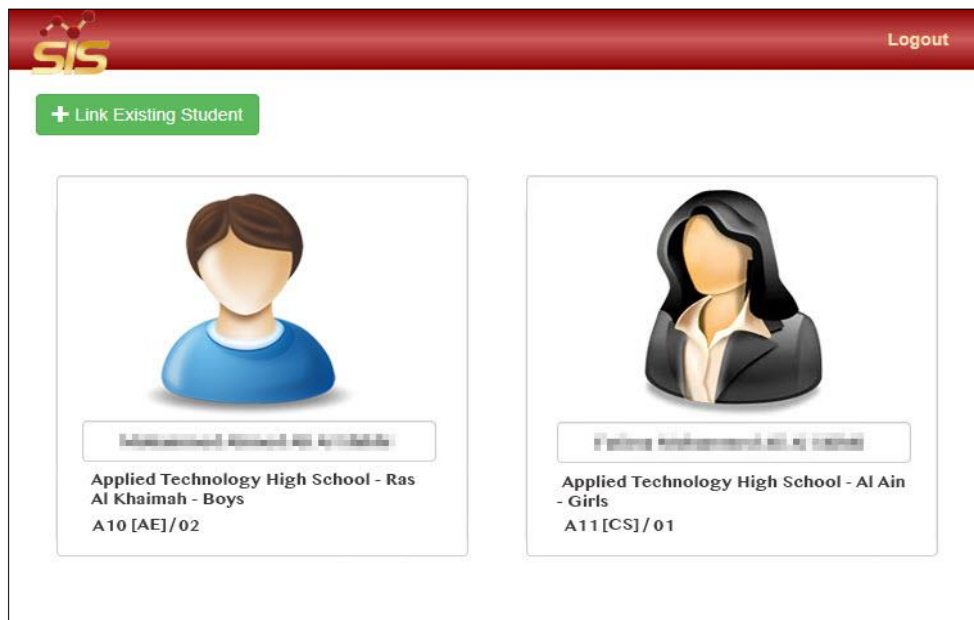 SIS
Logout
+ Link Existing Student
Applied Technology High School - Ras
Al Khaimah - Boys
A10 [AE]/02
Applied Technology High School - Al Ain
- Girls
A11 [CS]/01